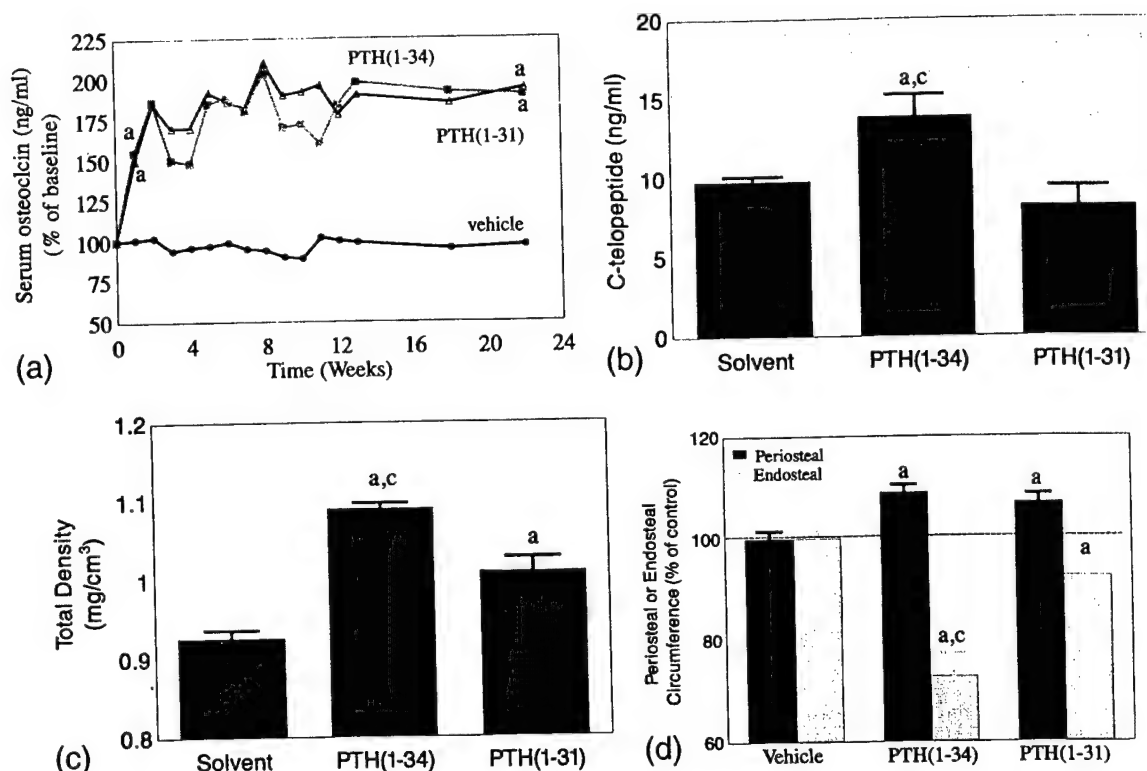 225
200
175
150
125
100
75
50
Serum osteoclcin (ng/ml)
(% of baseline)
PTH(1-34)
PTH(1-31)
vehicle
a
a
a
a
0
4
8
12
16
20
24
Time (Weeks)
(a)
20
15
10
5
0
C-telopeptide (ng/ml)
a,c
Solvent
PTH(1-34)
PTH(1-31)
(b)
1.2
1.1
1
0.9
0.8
Total Density
(mg/cm³)
a,c
a
Solvent
PTH(1-34)
PTH(1-31)
(c)
120
100
80
60
Periosteal or Endosteal
Circumference (% of control)
Periosteal
Endosteal
a
a
a,c
a
Vehicle
PTH(1-34)
PTH(1-31)
(d)